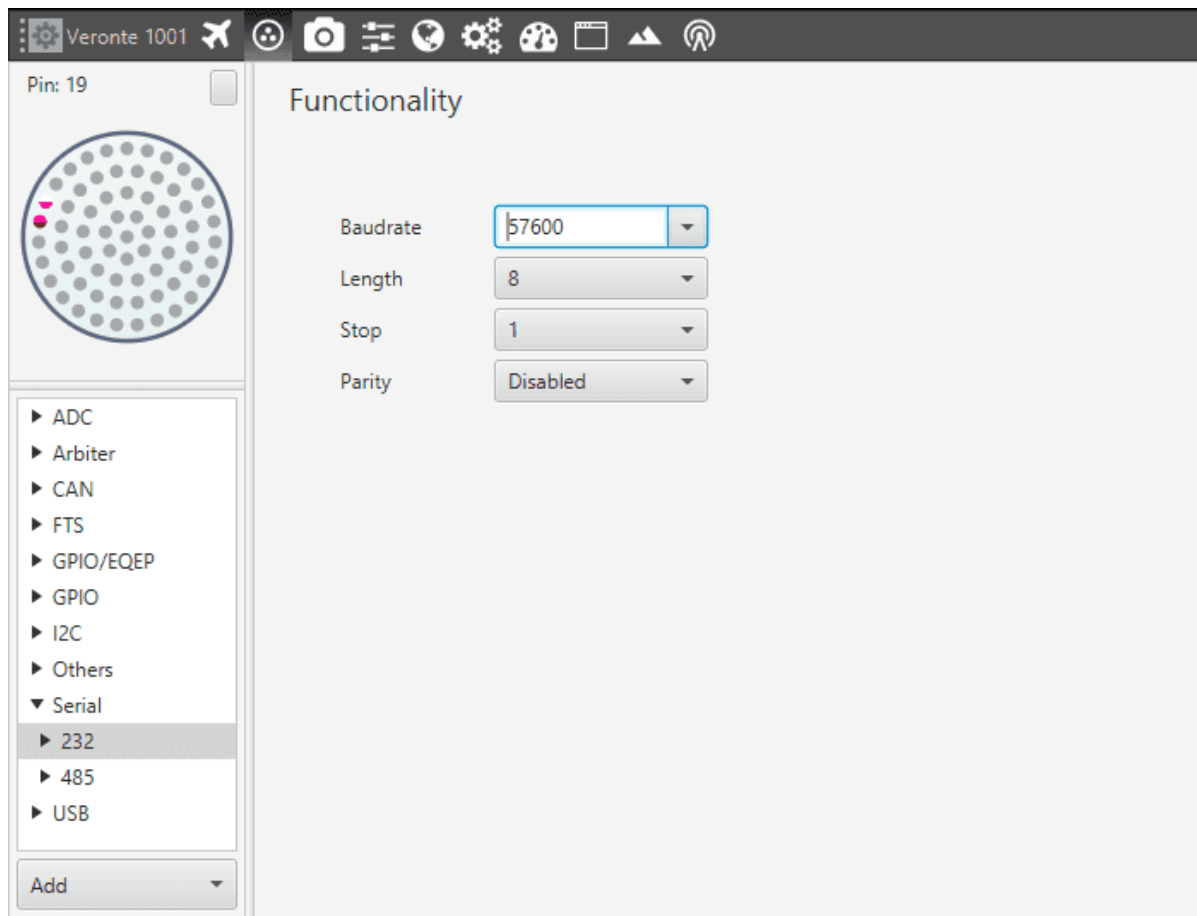 Veronte 1001
Pin: 19
Functionality
Baudrate 57600
Length 8
Stop 1
Parity Disabled
ADC
Arbiter
CAN
FTS
GPIO/EQEP
GPIO
I2C
Others
Serial
232
485
USB
Add